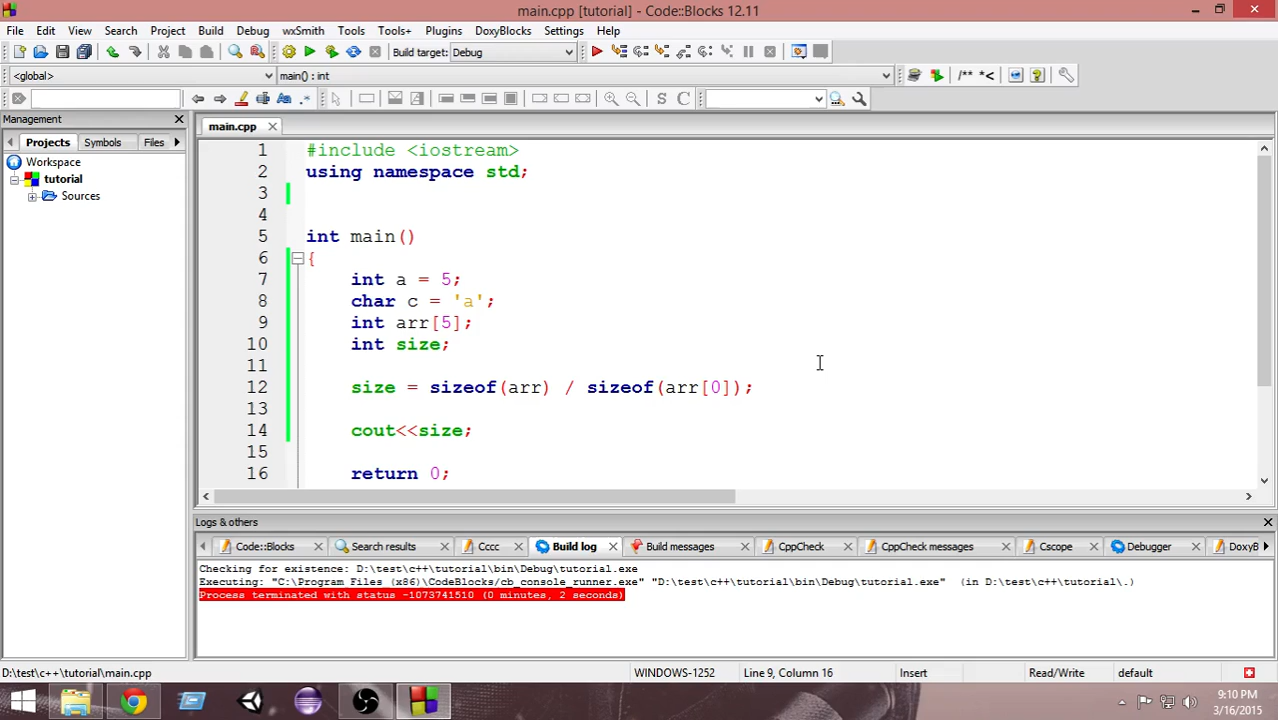 main.cpp [tutorial] - Code::Blocks 12.11
File Edit View Search Project Build Debug wxSmith Tools Tools+ Plugins DoxyBlocks Settings Help
Build target: Debug
<global> main() : int /** *<
S C
Management
Projects Symbols Files
Workspace
tutorial
Sources
main.cpp
1 #include <iostream>
2 using namespace std;
3
4
5 int main()
6 {
7 int a = 5;
8 char c = 'a';
9 int arr[5];
10 int size;
11
12 size = sizeof(arr) / sizeof(arr[0]);
13
14 cout<<size;
15
16 return 0;
Logs & others
Code::Blocks Search results Cccc Build log Build messages CppCheck CppCheck messages Cscope Debugger DoxyB
Checking for existence: D:\test\c++\tutorial\bin\Debug\tutorial.exe
Executing: "C:\Program Files (x86)\CodeBlocks/cb_console_runner.exe" "D:\test\c++\tutorial\bin\Debug\tutorial.exe" (in D:\test\c++\tutorial\.)
Process terminated with status -1073741510 (0 minutes, 2 seconds)
D:\test\c++\tutorial\main.cpp WINDOWS-1252 Line 9, Column 16 Insert Read/Write default
9:10 PM
3/16/2015